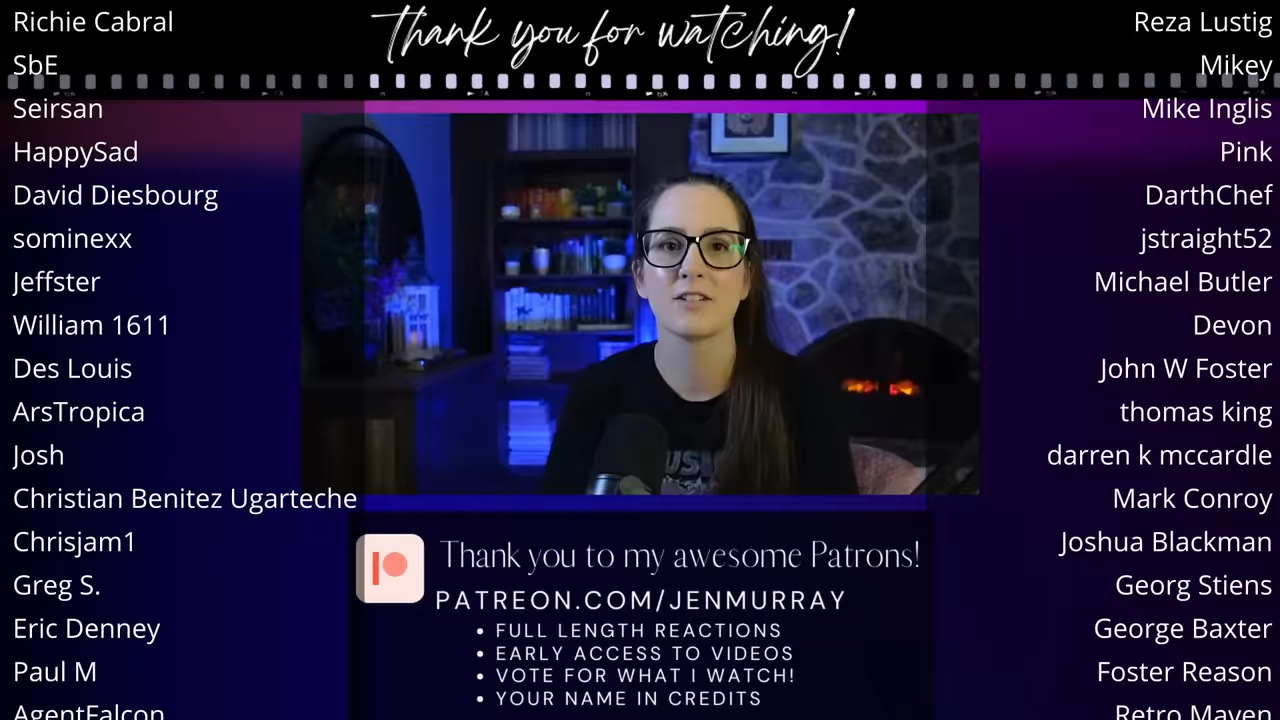 Thank you for watching!
Richie Cabral
SbE
Seirsan
HappySad
David Diesbourg
sominexx
Jeffster
William 1611
Des Louis
ArsTropica
Josh
Christian Benitez Ugarteche
Chrisjam1
Greg S.
Eric Denney
Paul M
AgentFalcon
Reza Lustig
Mikey
Mike Inglis
Pink
DarthChef
jstraight52
Michael Butler
Devon
John W Foster
thomas king
darren k mccardle
Mark Conroy
Joshua Blackman
Georg Stiens
George Baxter
Foster Reason
Retro Maven
Thank you to my awesome Patrons!
PATREON.COM/JENMURRAY
• FULL LENGTH REACTIONS
• EARLY ACCESS TO VIDEOS
• VOTE FOR WHAT I WATCH!
• YOUR NAME IN CREDITS